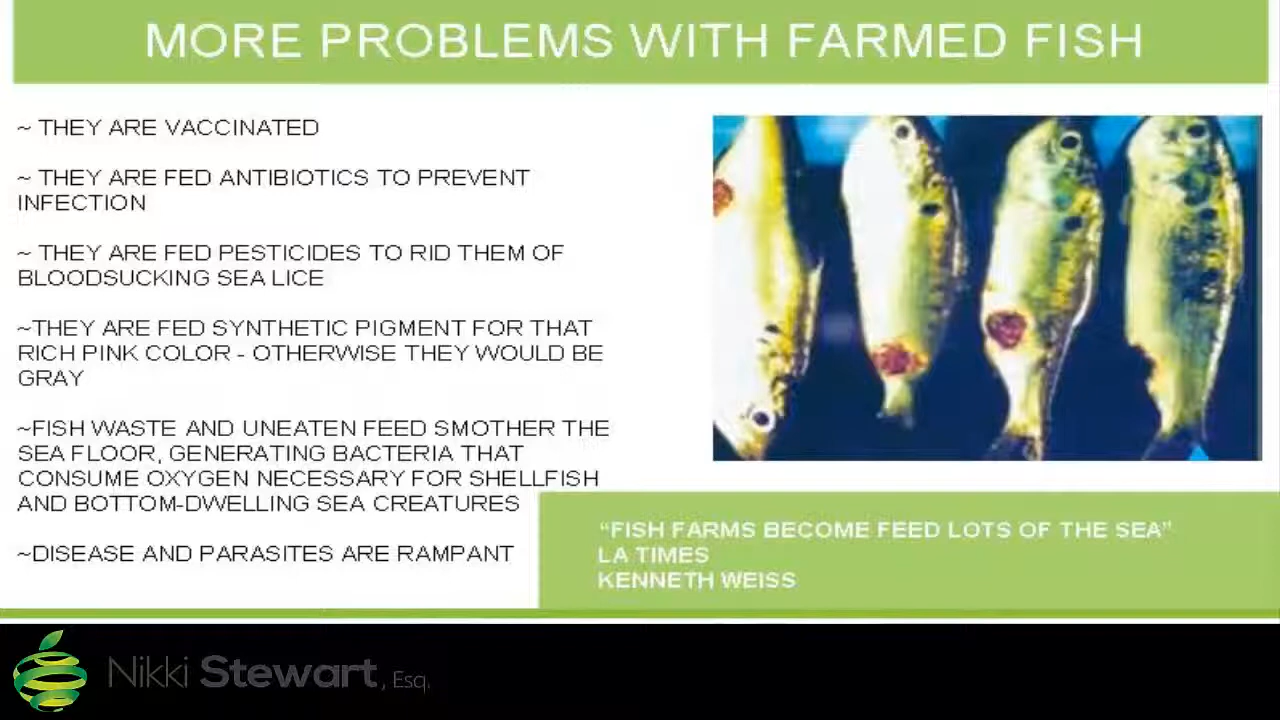 MORE PROBLEMS WITH FARMED FISH
~ THEY ARE VACCINATED
~ THEY ARE FED ANTIBIOTICS TO PREVENT
INFECTION
~ THEY ARE FED PESTICIDES TO RID THEM OF
BLOODSUCKING SEA LICE
~THEY ARE FED SYNTHETIC PIGMENT FOR THAT
RICH PINK COLOR - OTHERWISE THEY WOULD BE
GRAY
~FISH WASTE AND UNEATEN FEED SMOTHER THE
SEA FLOOR, GENERATING BACTERIA THAT
CONSUME OXYGEN NECESSARY FOR SHELLFISH
AND BOTTOM-DWELLING SEA CREATURES
~DISEASE AND PARASITES ARE RAMPANT
“FISH FARMS BECOME FEED LOTS OF THE SEA”
LA TIMES
KENNETH WEISS
Nikki Stewart, Esq.